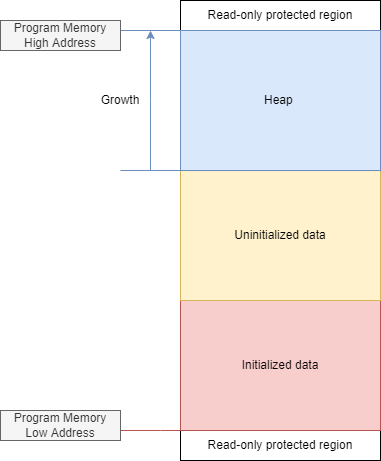 Read-only protected region
Program Memory
High Address
Growth
Heap
Uninitialized data
Initialized data
Program Memory
Low Address
Read-only protected region